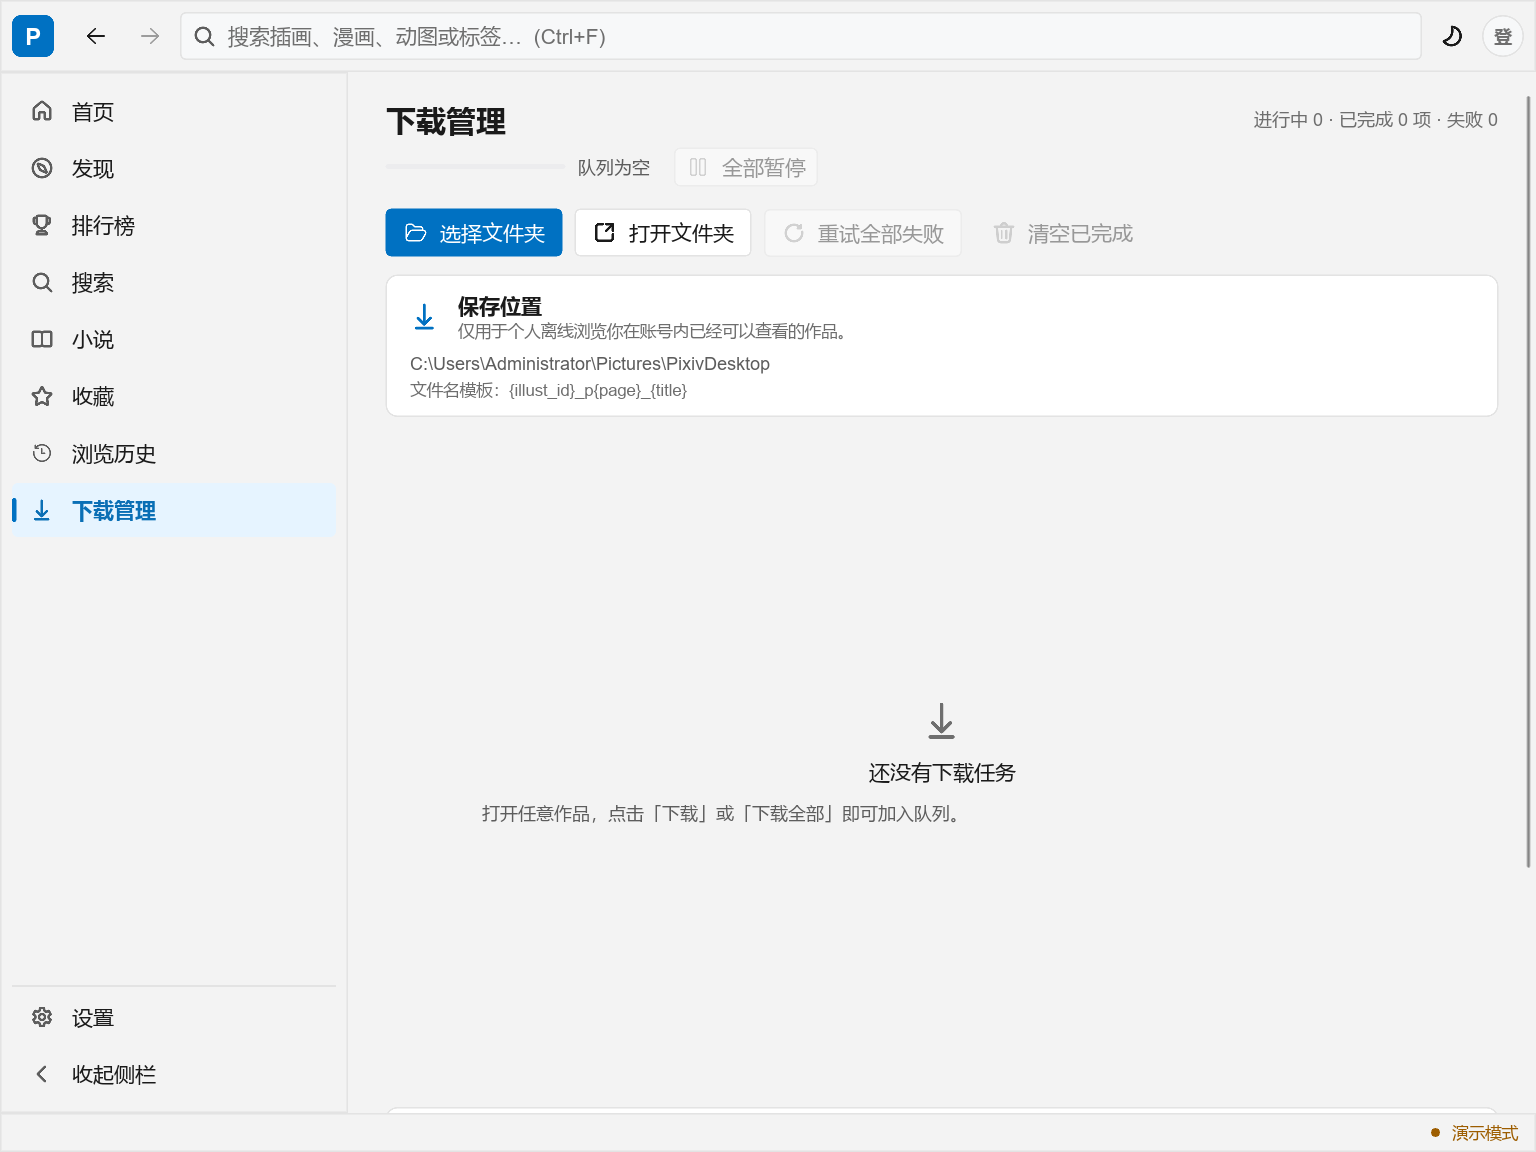 P
搜索插画、漫画、动图或标签… (Ctrl+F)
登
首页
发现
排行榜
搜索
小说
收藏
浏览历史
下载管理
设置
收起侧栏
下载管理
进行中 0 · 已完成 0 项 · 失败 0
队列为空
全部暂停
选择文件夹
打开文件夹
重试全部失败
清空已完成
保存位置
仅用于个人离线浏览你在账号内已经可以查看的作品。
C:\Users\Administrator\Pictures\PixivDesktop
文件名模板：{illust_id}_p{page}_{title}
还没有下载任务
打开任意作品，点击「下载」或「下载全部」即可加入队列。
演示模式